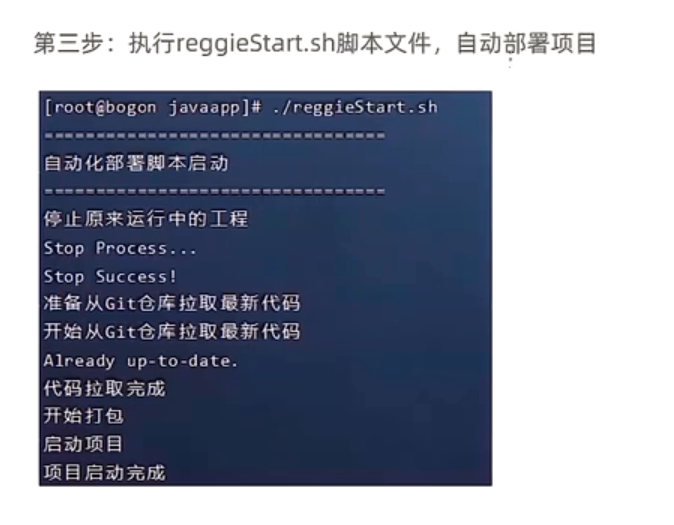 第三步：执行reggieStart.sh脚本文件，自动部署项目
[root@bogon javaapp]# ./reggieStart.sh
=================================
自动化部署脚本启动
=================================
停止原来运行中的工程
Stop Process...
Stop Success!
准备从Git仓库拉取最新代码
开始从Git仓库拉取最新代码
Already up-to-date.
代码拉取完成
开始打包
启动项目
项目启动完成